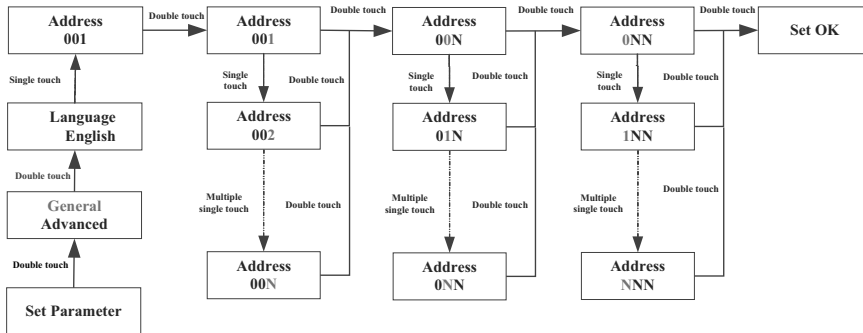 Address
001
Double touch
Address
001
Double touch
Address
00N
Double touch
Address
0NN
Double touch
Set OK
Single touch
Single
touch
Double touch
Single
touch
Double touch
Single
touch
Double touch
Language
English
Address
002
Address
01N
Address
1NN
Double touch
General
Advanced
Multiple
single touch
Double touch
Multiple
single touch
Double touch
Multiple
single touch
Double touch
Double touch
Set Parameter
Address
00N
Address
0NN
Address
NNN